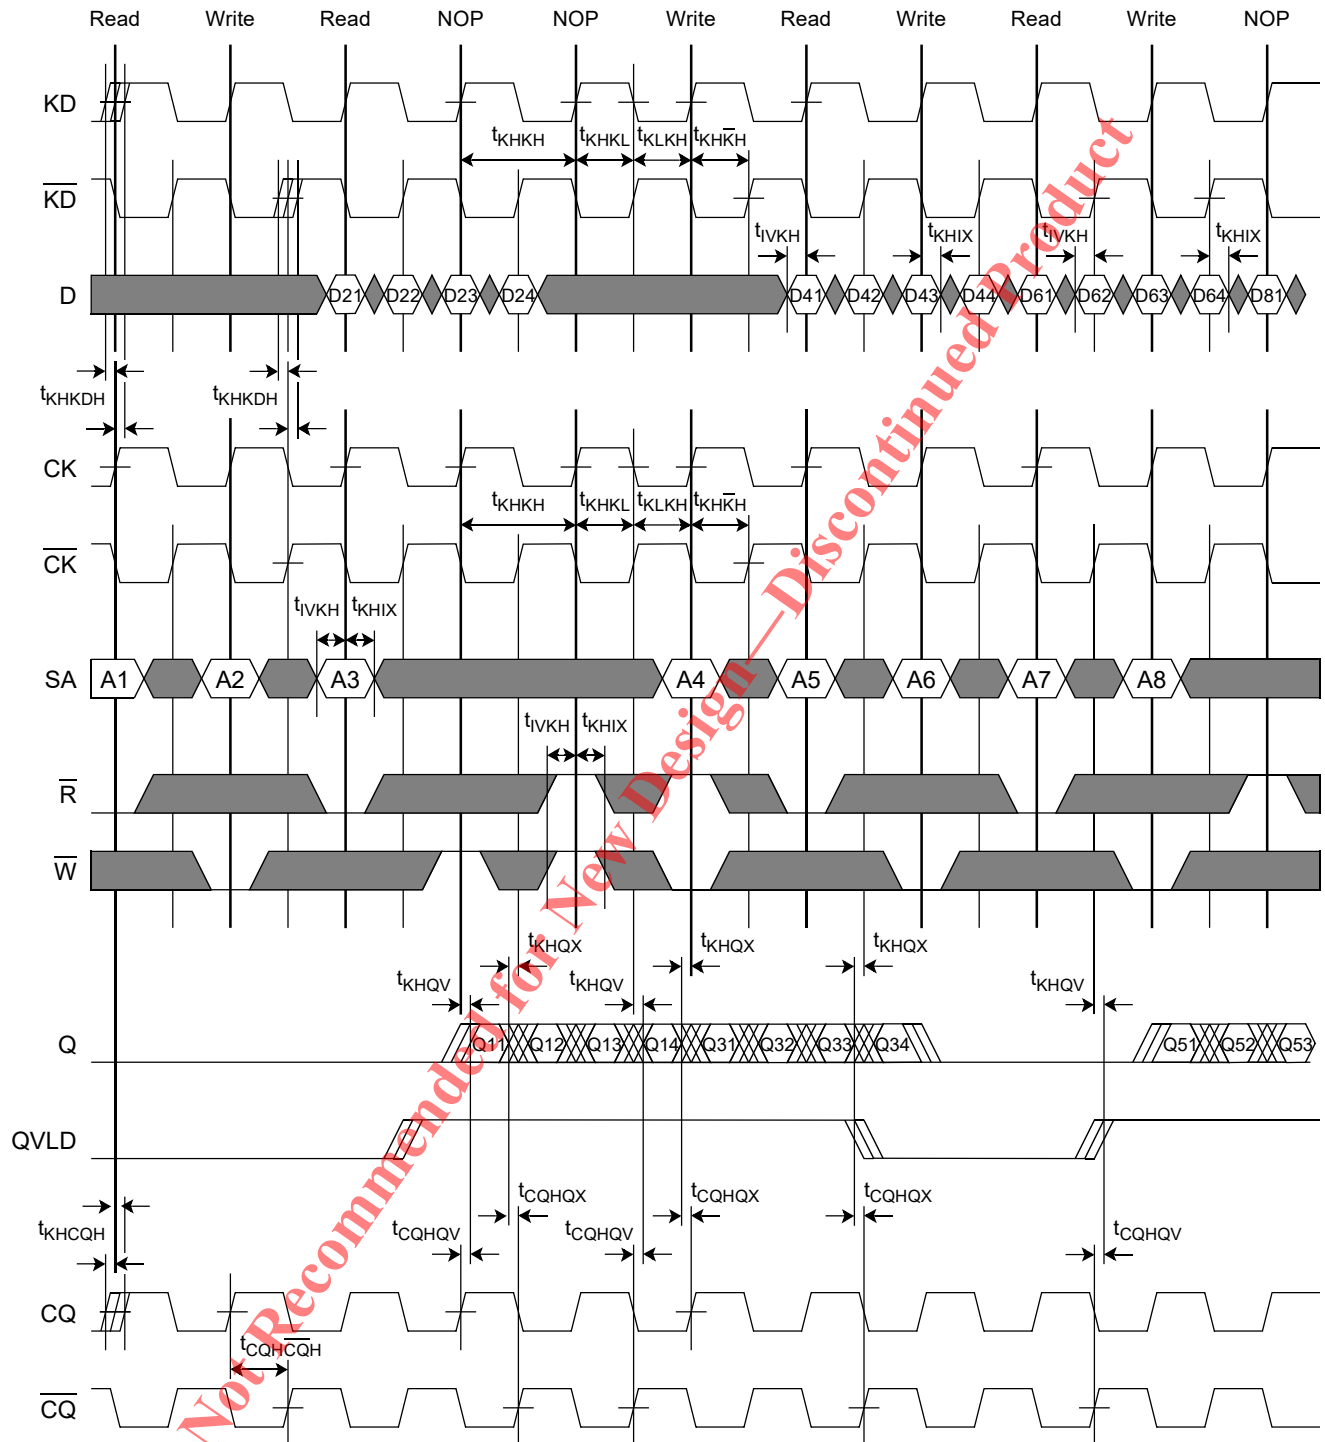 Read Write Read NOP NOP Write Read Write Read Write NOP
KD
tKHKH tKHKL tKLKH tKHK̅H
K̅D̅
tIVKH tKHIX tIVKH tKHIX
D D21 D22 D23 D24 D41 D42 D43 D44 D61 D62 D63 D64 D81
tKHKDH tKHKDH
CK
tKHKH tKHKL tKLKH tKHK̅H
C̅K̅
tIVKH tKHIX
SA A1 A2 A3 A4 A5 A6 A7 A8
tIVKH tKHIX
R̅
W̅
tKHQX tKHQX tKHQX
tKHQV tKHQV tKHQV
Q Q11 Q12 Q13 Q14 Q31 Q32 Q33 Q34 Q51 Q52 Q53
QVLD
tCQHQX tCQHQX tCQHQX
tKHCQH tCQHQV tCQHQV tCQHQV
CQ
tCQHC̅Q̅H̅
C̅Q̅
Not Recommended for New Design—Discontinued Product